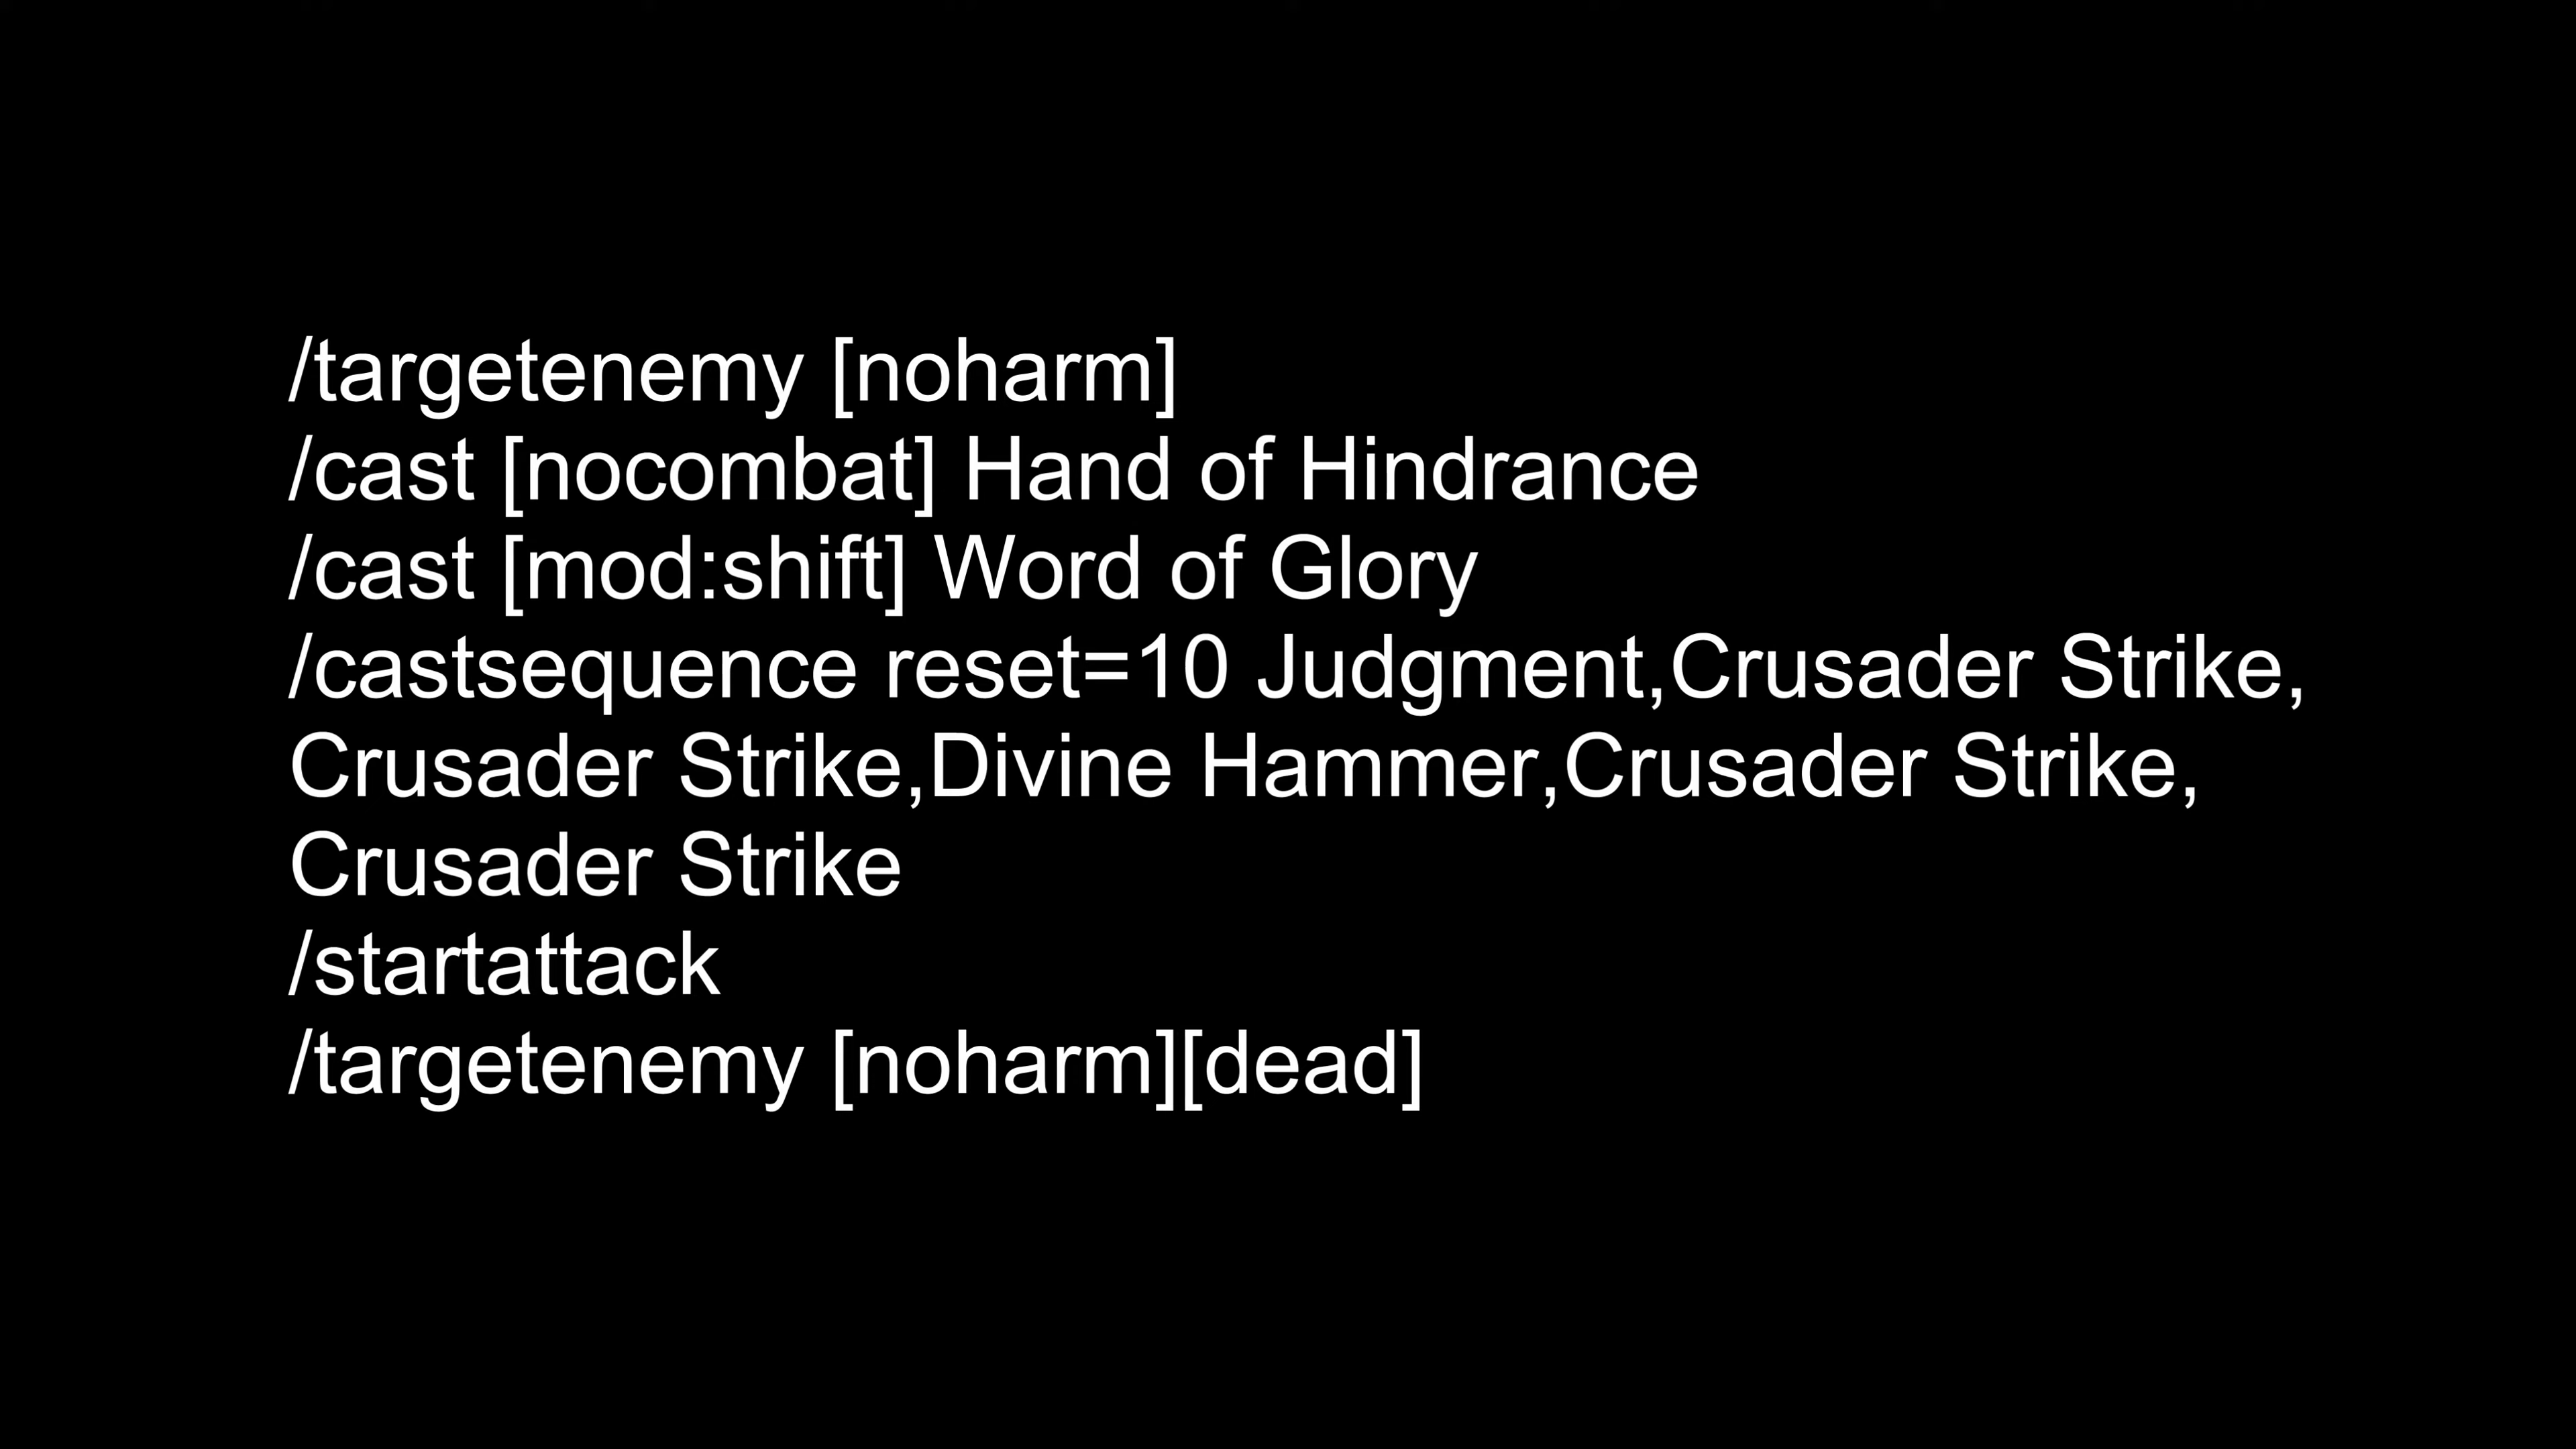 /targetenemy [noharm]
/cast [nocombat] Hand of Hindrance
/cast [mod:shift] Word of Glory
/castsequence reset=10 Judgment,Crusader Strike,
Crusader Strike,Divine Hammer,Crusader Strike,
Crusader Strike
/startattack
/targetenemy [noharm][dead]